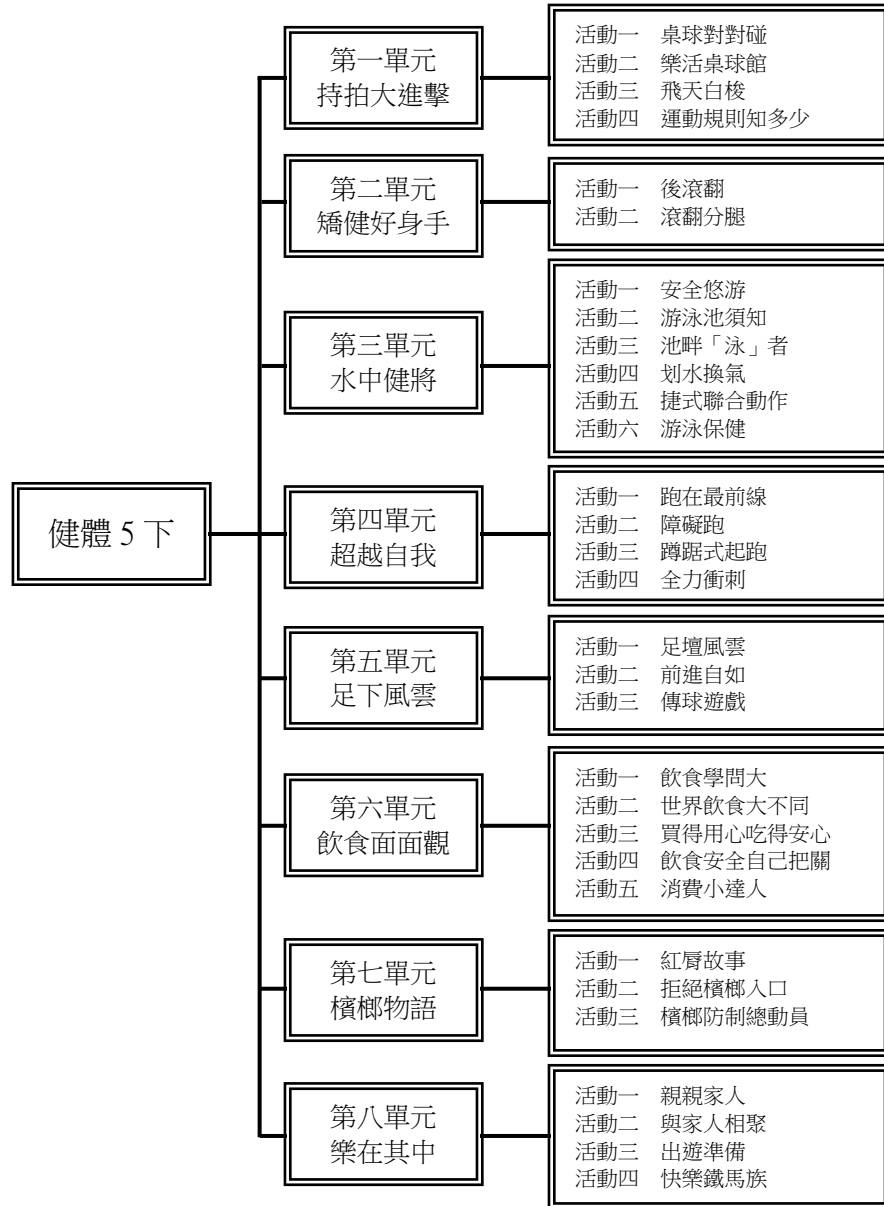 健體 5 下
第一單元
持拍大進擊
活動一 桌球對對碰
活動二 樂活桌球館
活動三 飛天白梭
活動四 運動規則知多少
第二單元
矯健好身手
活動一 後滾翻
活動二 滾翻分腿
第三單元
水中健將
活動一 安全悠游
活動二 游泳池須知
活動三 池畔「泳」者
活動四 划水換氣
活動五 捷式聯合動作
活動六 游泳保健
第四單元
超越自我
活動一 跑在最前線
活動二 障礙跑
活動三 蹲踞式起跑
活動四 全力衝刺
第五單元
足下風雲
活動一 足壇風雲
活動二 前進自如
活動三 傳球遊戲
第六單元
飲食面面觀
活動一 飲食學問大
活動二 世界飲食大不同
活動三 買得用心吃得安心
活動四 飲食安全自己把關
活動五 消費小達人
第七單元
檳榔物語
活動一 紅脣故事
活動二 拒絕檳榔入口
活動三 檳榔防制總動員
第八單元
樂在其中
活動一 親親家人
活動二 與家人相聚
活動三 出遊準備
活動四 快樂鐵馬族